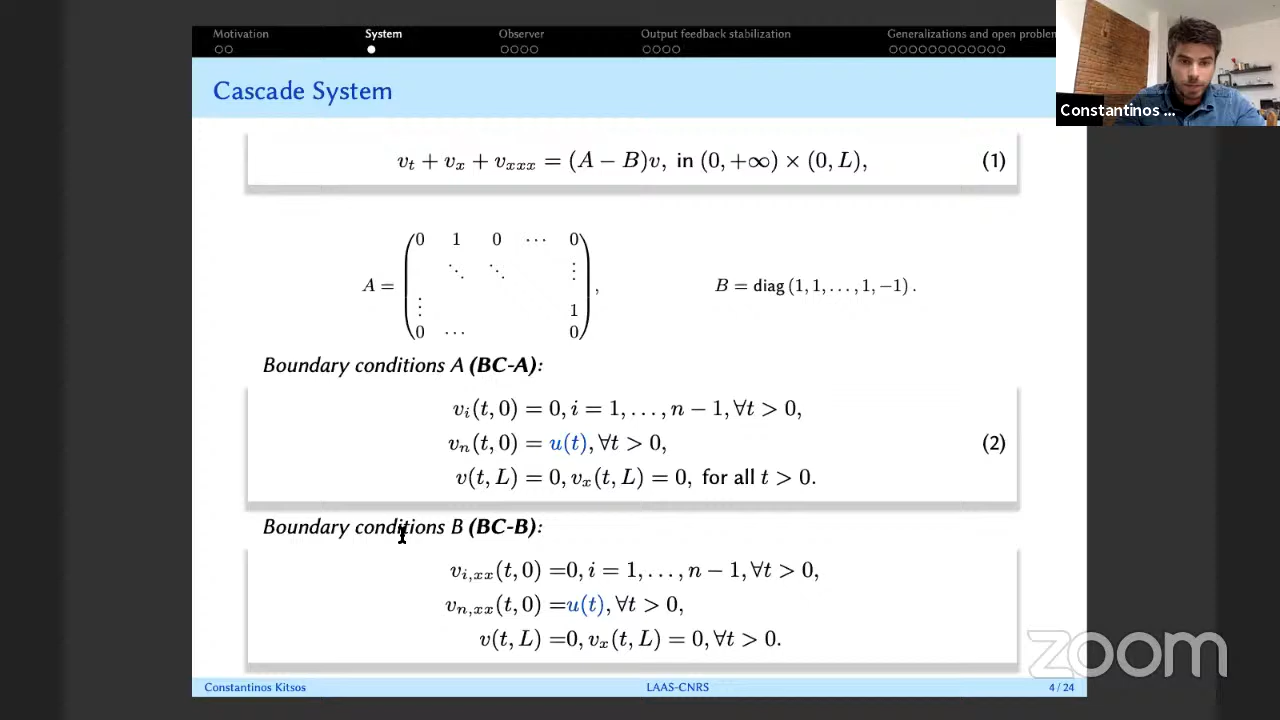 Motivation System Observer Output feedback stabilization Generalizations and open problem
Cascade System
Constantinos ...
v_t + v_x + v_{xxx} = (A − B)v, in (0, +∞) × (0, L), (1)
A = \begin{pmatrix} 0 & 1 & 0 & ⋯ & 0 \\ & ⋱ & ⋱ & & ⋮ \\ ⋮ & & & & 1 \\ 0 & ⋯ & & & 0 \end{pmatrix}, B = diag (1, 1, . . . , 1, −1) .
Boundary conditions A (BC-A):
v_i(t, 0) = 0, i = 1, . . . , n − 1, ∀t > 0,
v_n(t, 0) = u(t), ∀t > 0, (2)
v(t, L) = 0, v_x(t, L) = 0, for all t > 0.
Boundary conditions B (BC-B):
v_{i,xx}(t, 0) =0, i = 1, . . . , n − 1, ∀t > 0,
v_{n,xx}(t, 0) =u(t), ∀t > 0,
v(t, L) =0, v_x(t, L) = 0, ∀t > 0.
zoom
Constantinos Kitsos LAAS-CNRS 4 / 24